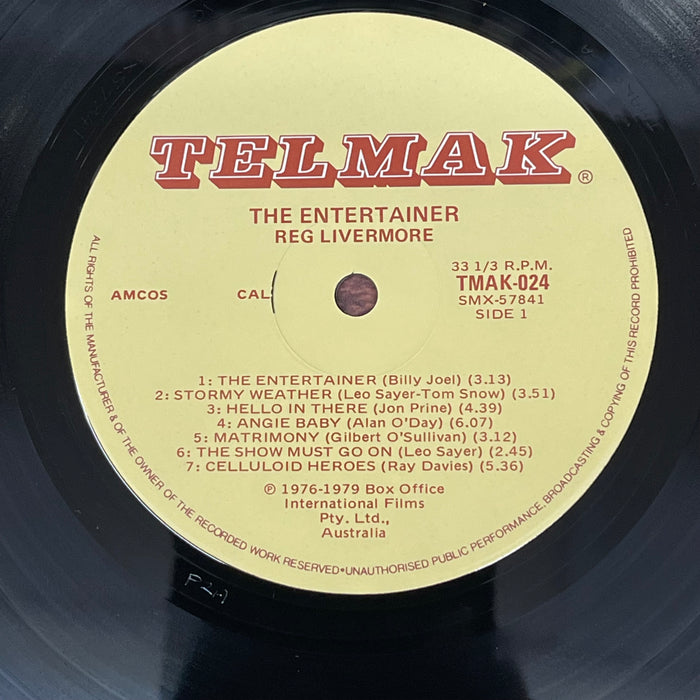 TELMAK ®
THE ENTERTAINER
REG LIVERMORE
33 1/3 R.P.M.
AMCOS CAL.
TMAK-024
SMX-57841
SIDE 1
1: THE ENTERTAINER (Billy Joel) (3.13)
2: STORMY WEATHER (Leo Sayer-Tom Snow) (3.51)
3: HELLO IN THERE (Jon Prine) (4.39)
4: ANGIE BABY (Alan O'Day) (6.07)
5: MATRIMONY (Gilbert O'Sullivan) (3.12)
6: THE SHOW MUST GO ON (Leo Sayer) (2.45)
7: CELLULOID HEROES (Ray Davies) (5.36)
℗ 1976-1979 Box Office
International Films
Pty. Ltd.,
Australia
ALL RIGHTS OF THE MANUFACTURER & OF THE OWNER OF THE RECORDED WORK RESERVED•UNAUTHORISED PUBLIC PERFORMANCE, BROADCASTING & COPYING OF THIS RECORD PROHIBITED